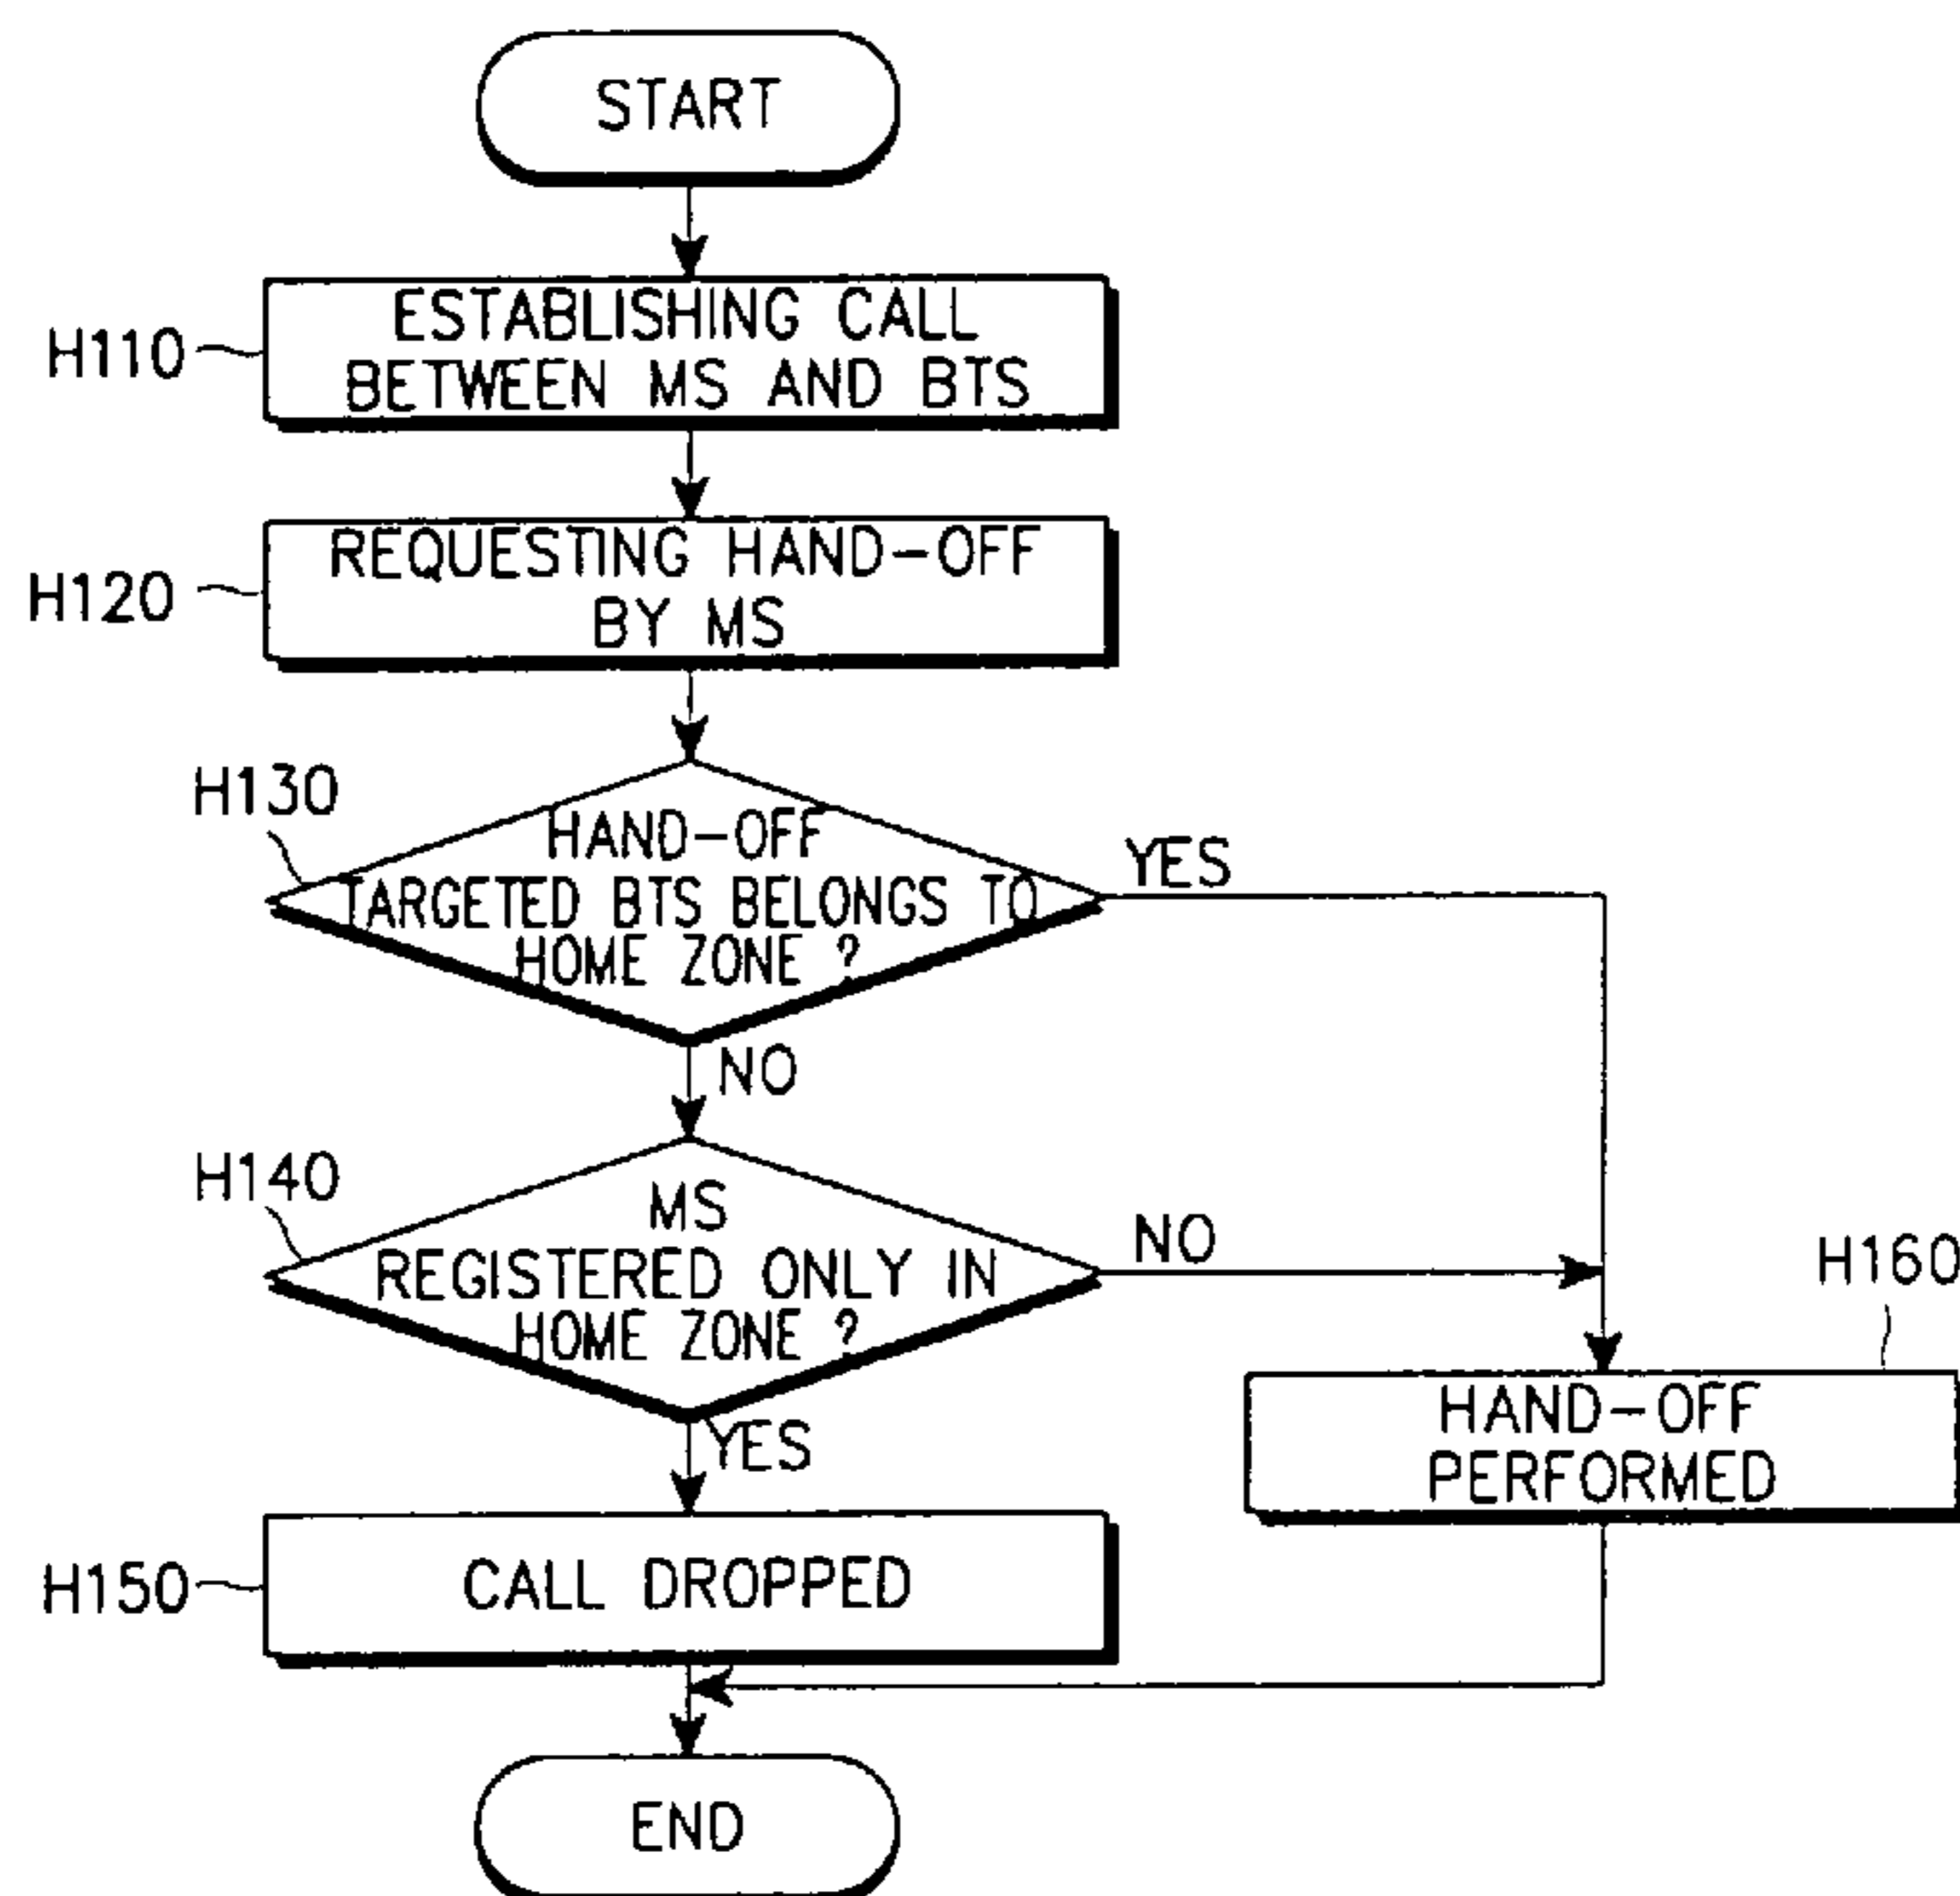 START
H110
ESTABLISHING CALL
BETWEEN MS AND BTS
H120
REQUESTING HAND-OFF
BY MS
H130
HAND-OFF
TARGETED BTS BELONGS TO
HOME ZONE ?
YES
NO
H140
MS
REGISTERED ONLY IN
HOME ZONE ?
NO
YES
H160
HAND-OFF
PERFORMED
H150
CALL DROPPED
END